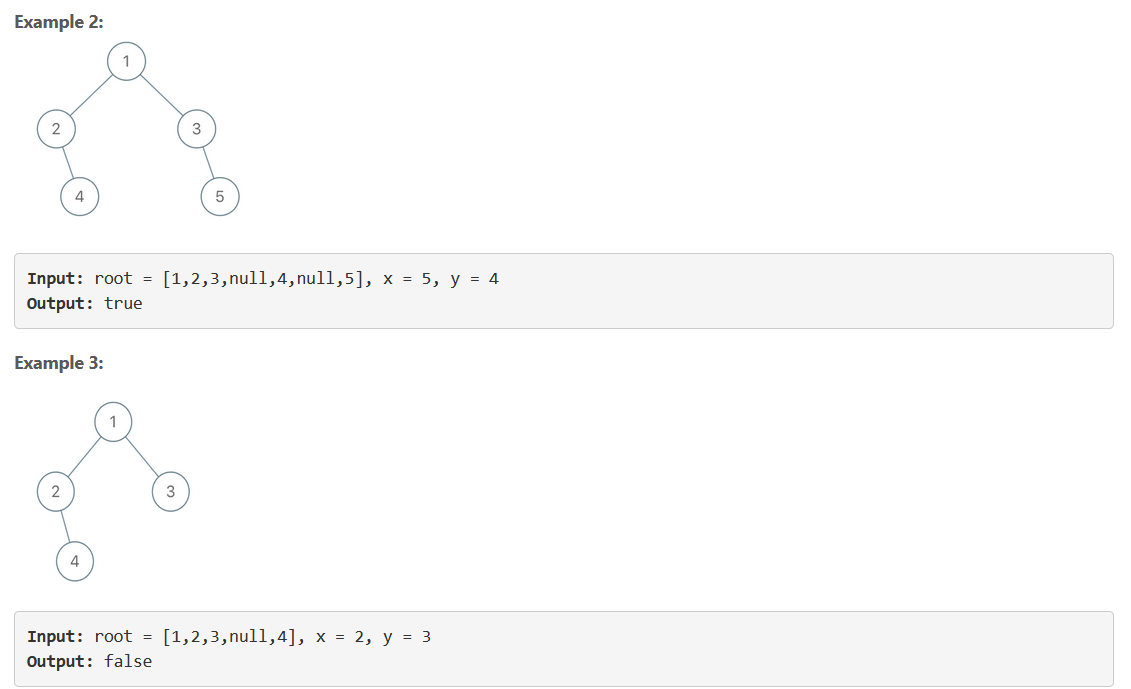 Example 2:
1
2 3
4 5
Input: root = [1,2,3,null,4,null,5], x = 5, y = 4
Output: true
Example 3:
1
2 3
4
Input: root = [1,2,3,null,4], x = 2, y = 3
Output: false